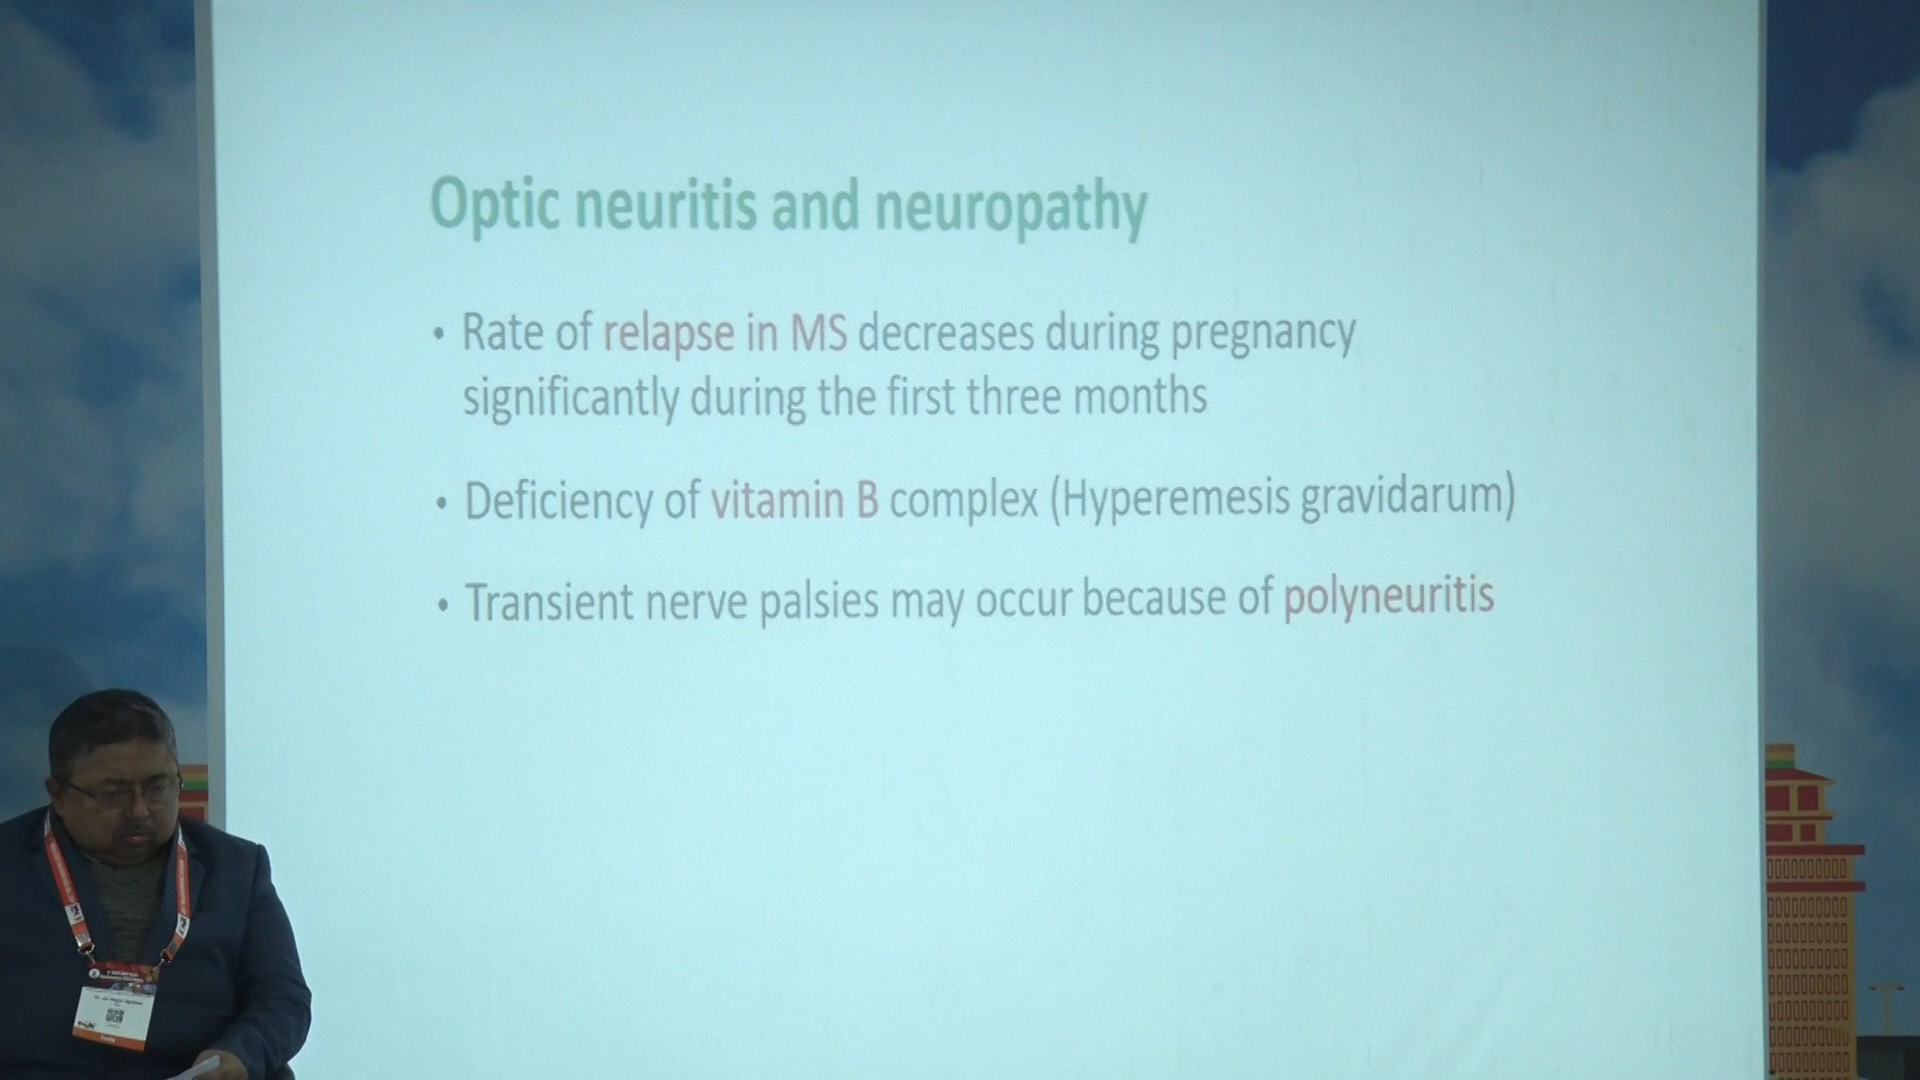 Optic neuritis and neuropathy
• Rate of relapse in MS decreases during pregnancy
significantly during the first three months
• Deficiency of vitamin B complex (Hyperemesis gravidarum)
• Transient nerve palsies may occur because of polyneuritis